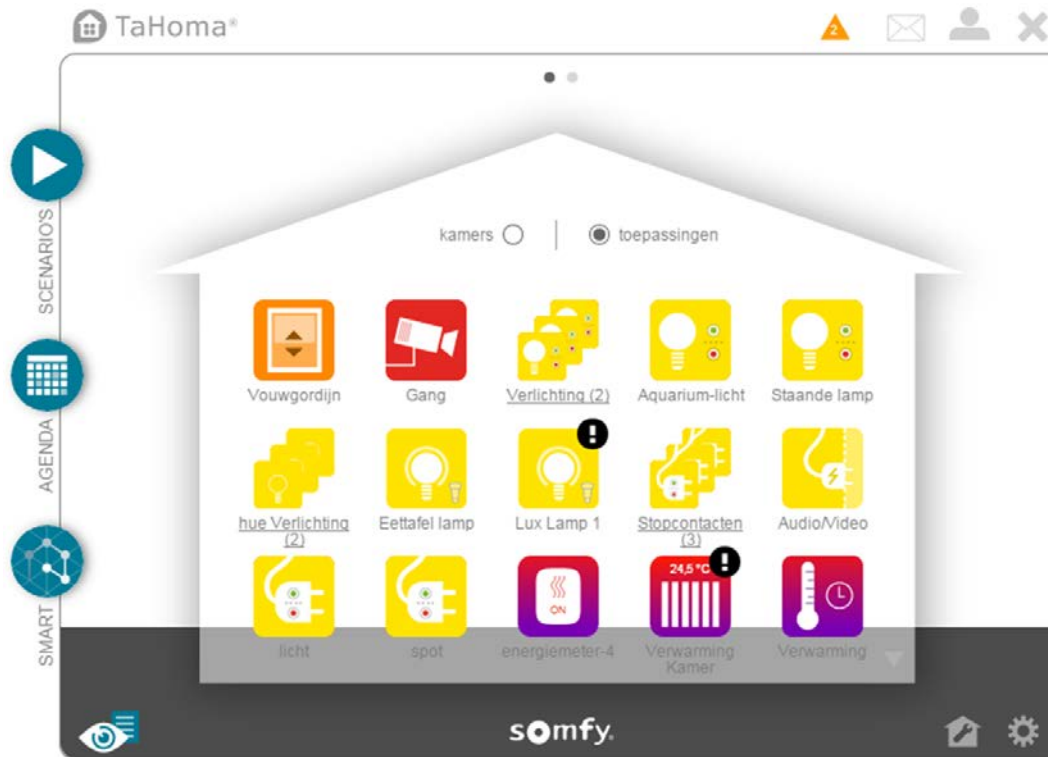 TaHoma®
2
SCENARIO'S
AGENDA
SMART
kamers
toepassingen
Vouwgordijn
Gang
Verlichting (2)
Aquarium-licht
Staande lamp
hue Verlichting
(2)
Eettafel lamp
Lux Lamp 1
Stopcontacten
(3)
Audio/Video
24,5 °C
ON
licht
spot
energiemeter-4
Verwarming
Kamer
Verwarming
somfy.